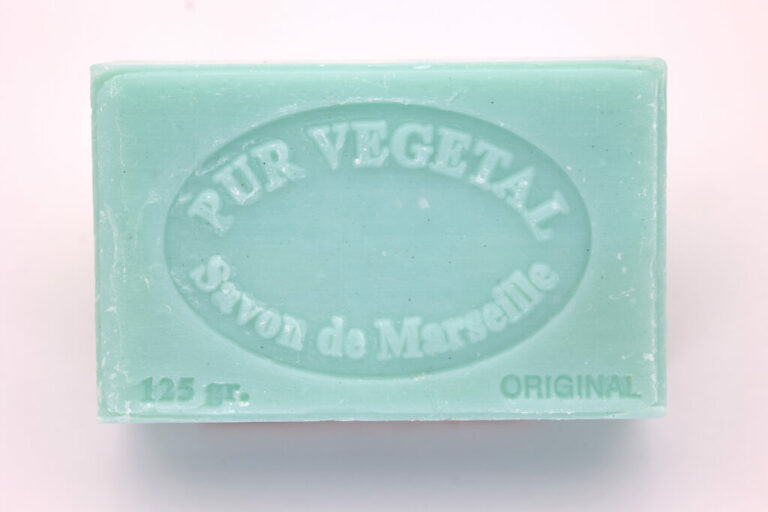 PUR VEGETAL
Savon de Marseille
125 gr.
ORIGINAL